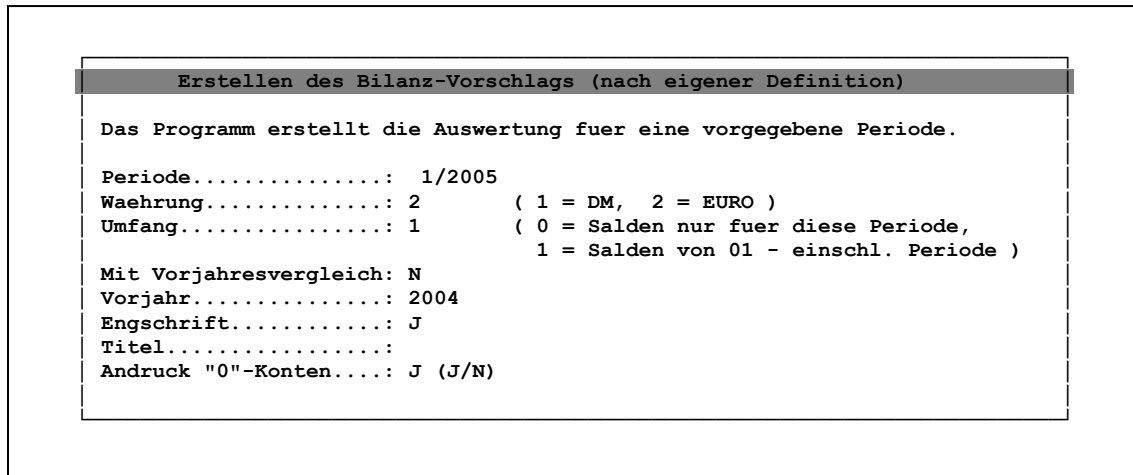 Erstellen des Bilanz-Vorschlags (nach eigener Definition)
Das Programm erstellt die Auswertung fuer eine vorgegebene Periode.
Periode...............: 1/2005
Waehrung..............: 2 ( 1 = DM, 2 = EURO )
Umfang................: 1 ( 0 = Salden nur fuer diese Periode,
1 = Salden von 01 - einschl. Periode )
Mit Vorjahresvergleich: N
Vorjahr...............: 2004
Engschrift............: J
Titel.................:
Andruck "0"-Konten....: J (J/N)